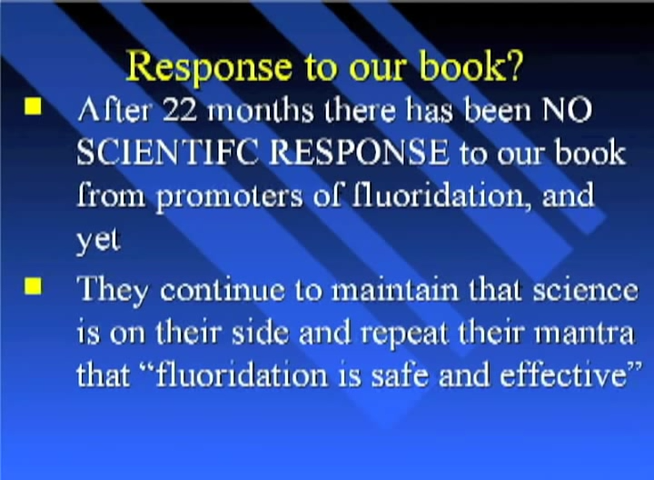 Response to our book?
After 22 months there has been NO
SCIENTIFC RESPONSE to our book
from promoters of fluoridation, and
yet
They continue to maintain that science
is on their side and repeat their mantra
that “fluoridation is safe and effective”